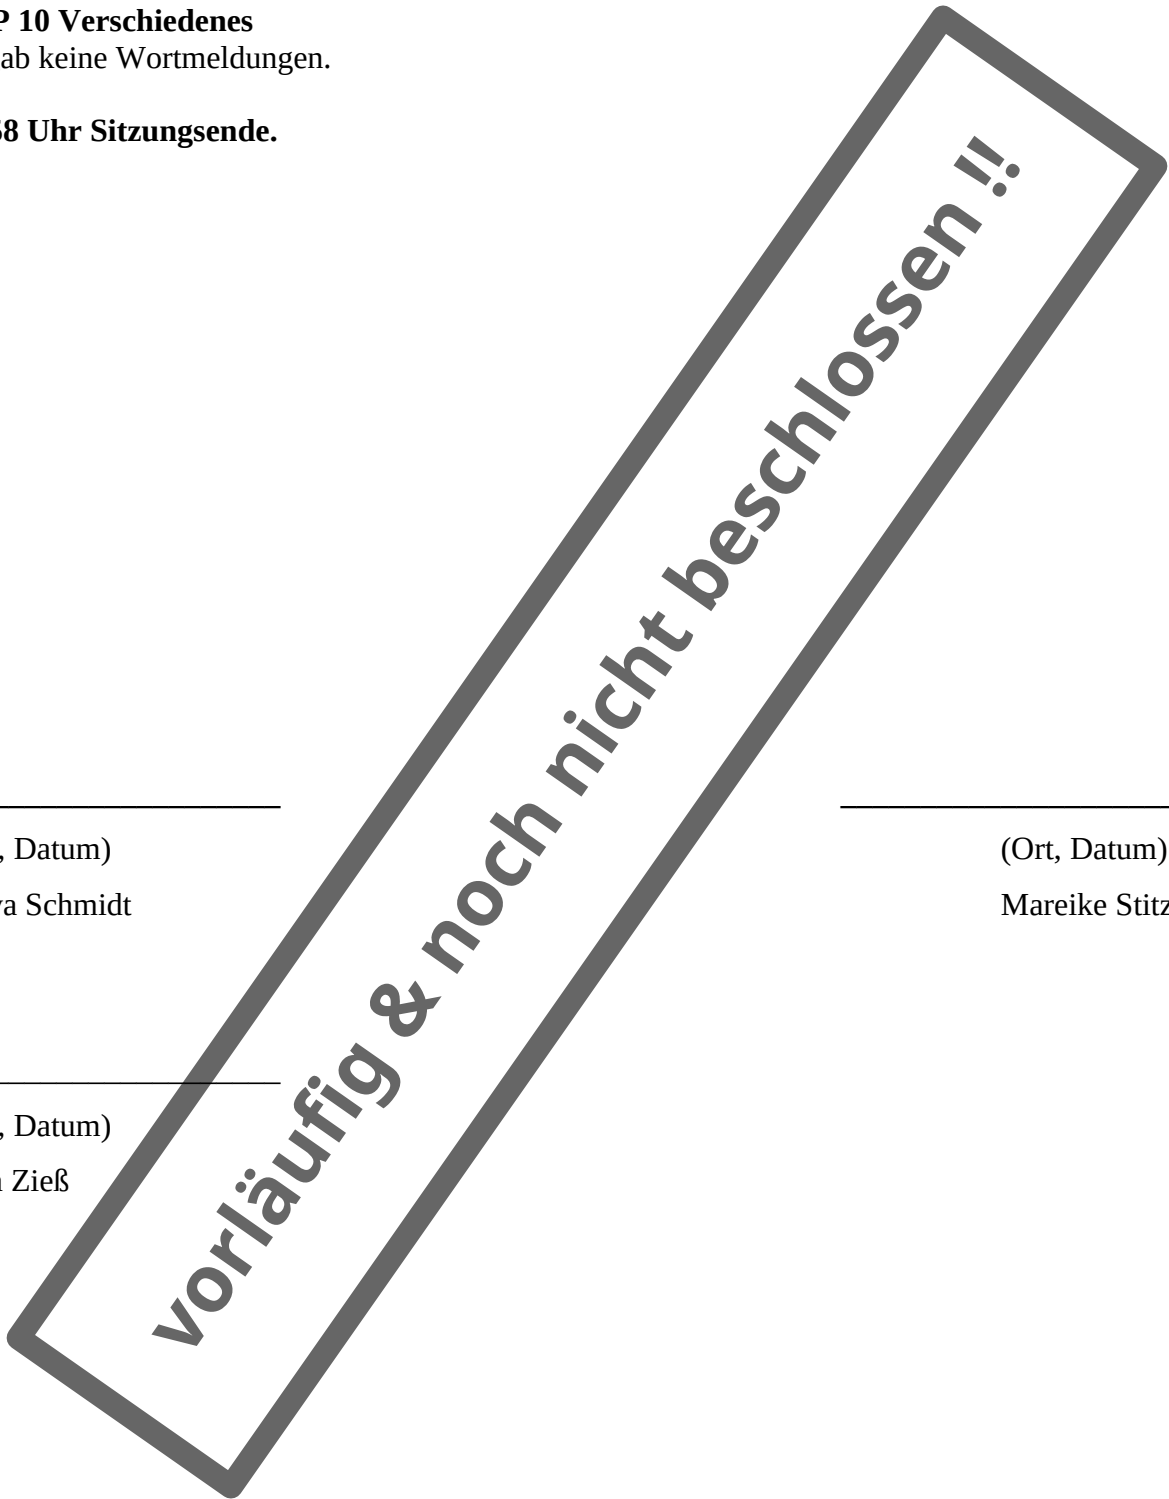 P 10 Verschiedenes
ab keine Wortmeldungen.
58 Uhr Sitzungsende.
vorläufig & noch nicht beschlossen !!
, Datum)
(Ort, Datum)
a Schmidt
Mareike Stitz
, Datum)
Zieß